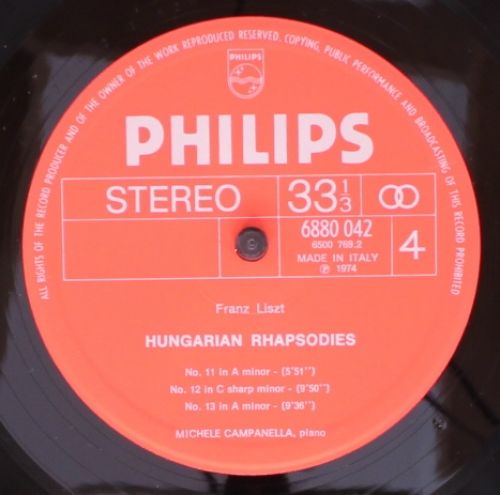 ALL RIGHTS OF THE RECORD PRODUCER AND OF THE OWNER OF THE WORK REPRODUCED RESERVED. COPYING, PUBLIC PERFORMANCE AND BROADCASTING OF THIS RECORD PROHIBITED
PHILIPS
PHILIPS
STEREO 33 1/3
6880 042
6500 769.2
MADE IN ITALY
℗ 1974
4
Franz Liszt
HUNGARIAN RHAPSODIES
No. 11 in A minor - (5'51'')
No. 12 in C sharp minor - (9'50'')
No. 13 in A minor - (9'36'')
MICHELE CAMPANELLA, piano